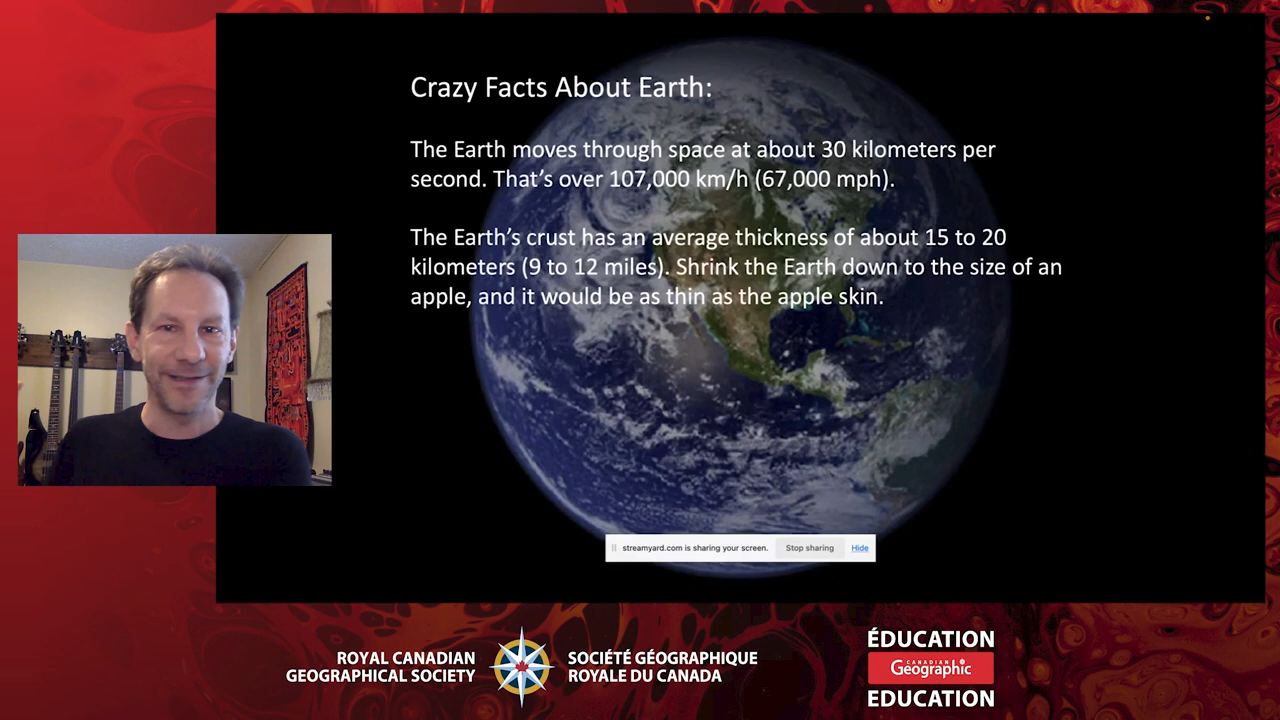 Crazy Facts About Earth:
The Earth moves through space at about 30 kilometers per
second. That’s over 107,000 km/h (67,000 mph).
The Earth’s crust has an average thickness of about 15 to 20
kilometers (9 to 12 miles). Shrink the Earth down to the size of an
apple, and it would be as thin as the apple skin.
streamyard.com is sharing your screen.
Stop sharing
Hide
ROYAL CANADIAN
GEOGRAPHICAL SOCIETY
SOCIÉTÉ GÉOGRAPHIQUE
ROYALE DU CANADA
ÉDUCATION
CANADIAN
Geographic
EDUCATION